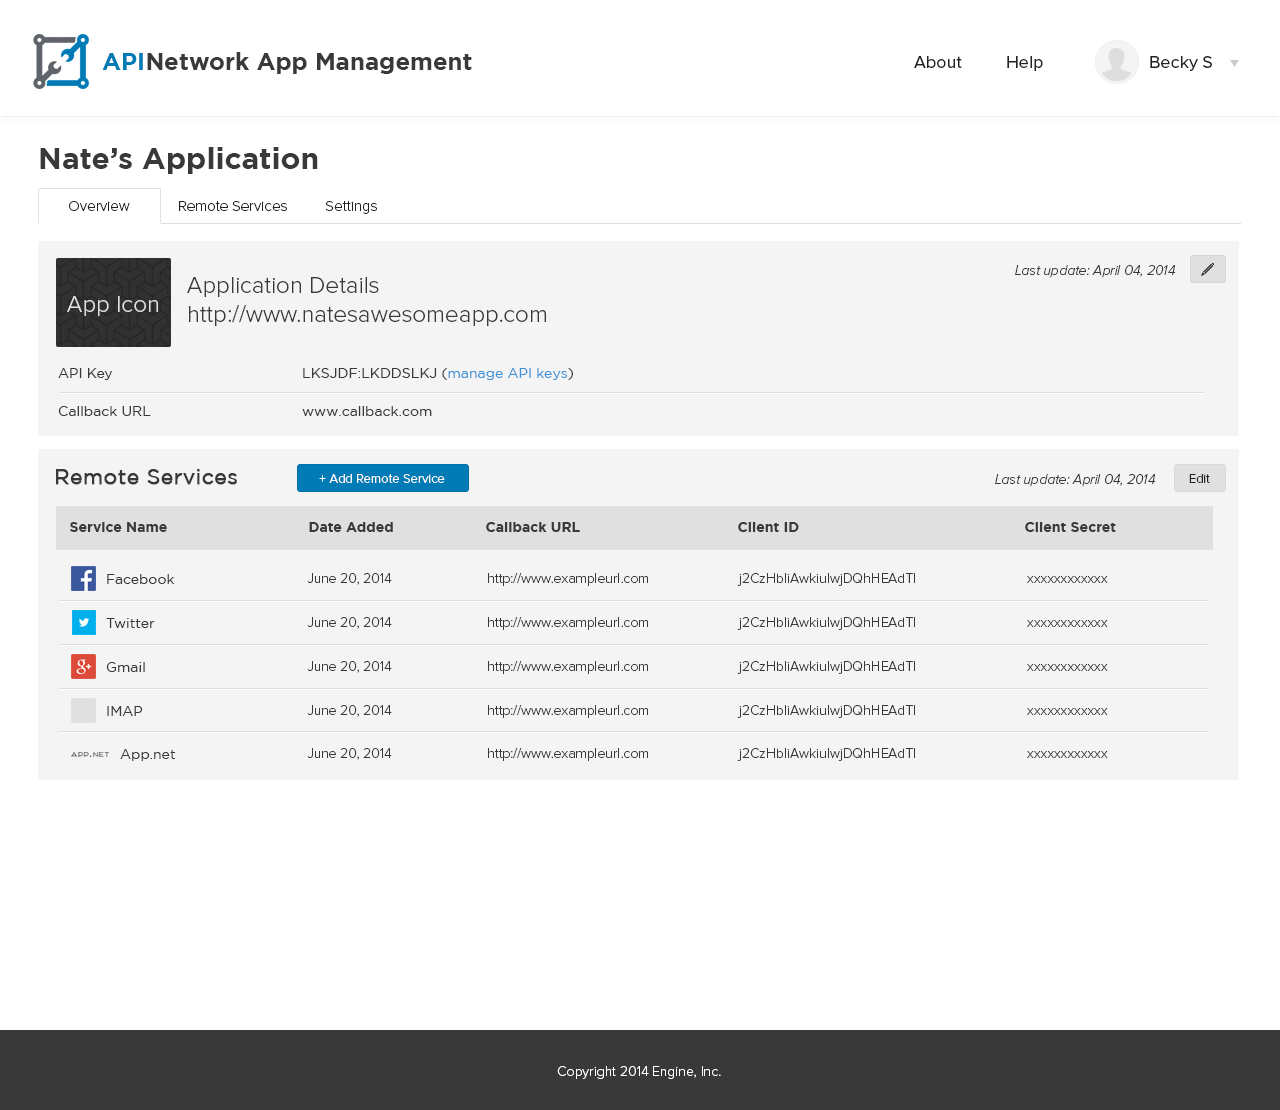 APINetwork App Management
About
Help
Becky S
Nate’s Application
Overview
Remote Services
Settings
App Icon
Application Details
http://www.natesawesomeapp.com
Last update: April 04, 2014
API Key
LKSJDF:LKDDSLKJ (manage API keys)
Callback URL
www.callback.com
Remote Services
+ Add Remote Service
Last update: April 04, 2014
Edit
Service Name Date Added Callback URL Client ID Client Secret
Facebook June 20, 2014 http://www.exampleurl.com j2CzHbliAwkiulwjDQhHEAdTI xxxxxxxxxxxx
Twitter June 20, 2014 http://www.exampleurl.com j2CzHbliAwkiulwjDQhHEAdTI xxxxxxxxxxxx
Gmail June 20, 2014 http://www.exampleurl.com j2CzHbliAwkiulwjDQhHEAdTI xxxxxxxxxxxx
IMAP June 20, 2014 http://www.exampleurl.com j2CzHbliAwkiulwjDQhHEAdTI xxxxxxxxxxxx
APP.NET App.net June 20, 2014 http://www.exampleurl.com j2CzHbliAwkiulwjDQhHEAdTI xxxxxxxxxxxx
Copyright 2014 Engine, Inc.